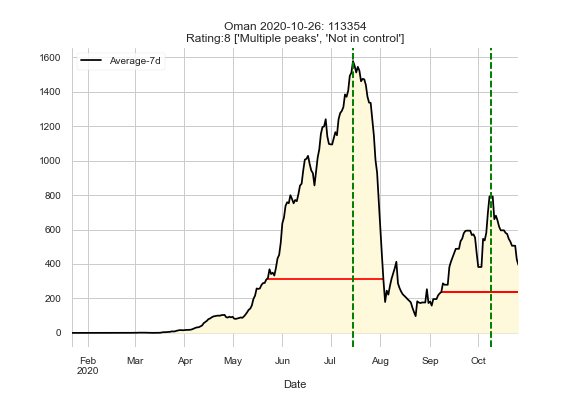 Oman 2020-10-26: 113354
Rating:8 ['Multiple peaks', 'Not in control']
Average-7d
1600
1400
1200
1000
800
600
400
200
0
Feb Mar Apr May Jun Jul Aug Sep Oct
2020
Date